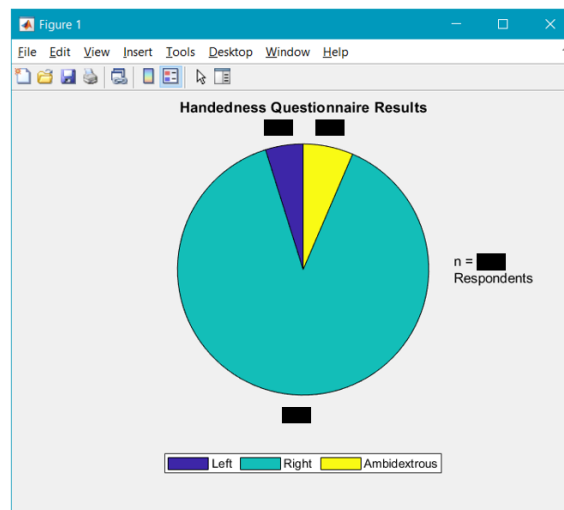 Figure 1
File Edit View Insert Tools Desktop Window Help
Handedness Questionnaire Results
n =
Respondents
Left Right Ambidextrous